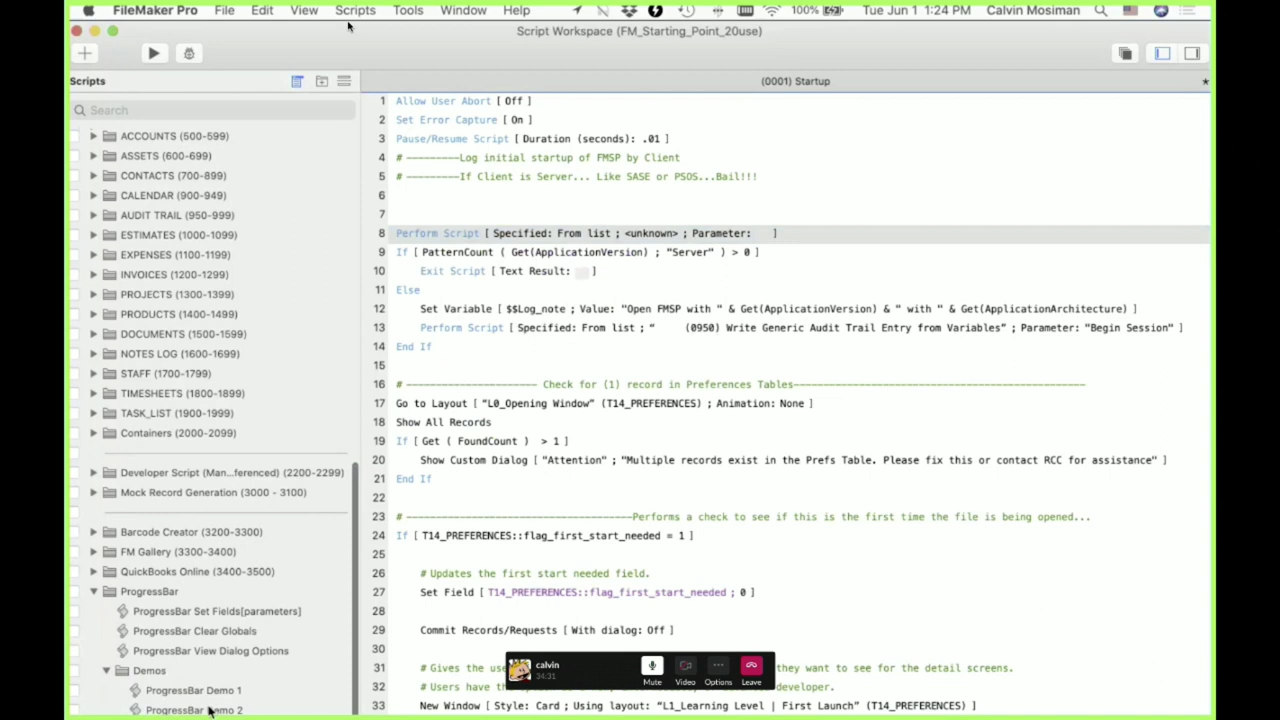 FileMaker Pro File Edit View Scripts Tools Window Help 100% Tue Jun 1 1:24 PM Calvin Mosiman
Script Workspace (FM_Starting_Point_20use)
Scripts
(0001) Startup *
Search
ACCOUNTS (500-599)
ASSETS (600-699)
CONTACTS (700-899)
CALENDAR (900-949)
AUDIT TRAIL (950-999)
ESTIMATES (1000-1099)
EXPENSES (1100-1199)
INVOICES (1200-1299)
PROJECTS (1300-1399)
PRODUCTS (1400-1499)
DOCUMENTS (1500-1599)
NOTES LOG (1600-1699)
STAFF (1700-1799)
TIMESHEETS (1800-1899)
TASK_LIST (1900-1999)
Containers (2000-2099)
Developer Script (Man...ferenced) (2200-2299)
Mock Record Generation (3000 - 3100)
Barcode Creator (3200-3300)
FM Gallery (3300-3400)
QuickBooks Online (3400-3500)
ProgressBar
ProgressBar Set Fields[parameters]
ProgressBar Clear Globals
ProgressBar View Dialog Options
Demos
ProgressBar Demo 1
ProgressBar Demo 2
1 Allow User Abort [ Off ]
2 Set Error Capture [ On ]
3 Pause/Resume Script [ Duration (seconds): .01 ]
4 # —————————Log initial startup of FMSP by Client
5 # —————————If Client is Server... Like SASE or PSOS...Bail!!!
6
7
8 Perform Script [ Specified: From list ; <unknown> ; Parameter: ]
9 If [ PatternCount ( Get(ApplicationVersion) ; "Server" ) > 0 ]
10 Exit Script [ Text Result: ]
11 Else
12 Set Variable [ $$Log_note ; Value: "Open FMSP with " & Get(ApplicationVersion) & " with " & Get(ApplicationArchitecture) ]
13 Perform Script [ Specified: From list ; “ (0950) Write Generic Audit Trail Entry from Variables” ; Parameter: "Begin Session" ]
14 End If
15
16 # —————————————————————— Check for (1) record in Preferences Tables——————————————————————————————————————————————————
17 Go to Layout [ “L0_Opening Window” (T14_PREFERENCES) ; Animation: None ]
18 Show All Records
19 If [ Get ( FoundCount ) > 1 ]
20 Show Custom Dialog [ "Attention" ; "Multiple records exist in the Prefs Table. Please fix this or contact RCC for assistance" ]
21 End If
22
23 # ——————————————————————————————————————Performs a check to see if this is the first time the file is being opened...
24 If [ T14_PREFERENCES::flag_first_start_needed = 1 ]
25
26 # Updates the first start needed field.
27 Set Field [ T14_PREFERENCES::flag_first_start_needed ; 0 ]
28
29 Commit Records/Requests [ With dialog: Off ]
30
31 # Gives the use they want to see for the detail screens.
32 # Users have th developer.
33 New Window [ Style: Card ; Using layout: “L1_Learning Level | First Launch” (T14_PREFERENCES) ]
calvin
34:31
Mute Video Options Leave